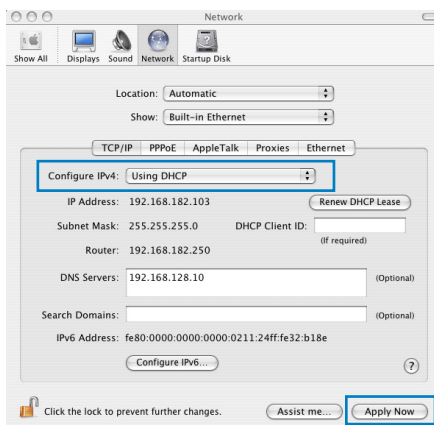 Network
Show All Displays Sound Network Startup Disk
Location: Automatic
Show: Built-in Ethernet
TCP/IP PPPoE AppleTalk Proxies Ethernet
Configure IPv4: Using DHCP
IP Address: 192.168.182.103 Renew DHCP Lease
Subnet Mask: 255.255.255.0 DHCP Client ID:
(If required)
Router: 192.168.182.250
DNS Servers: 192.168.128.10 (Optional)
Search Domains: (Optional)
IPv6 Address: fe80:0000:0000:0000:0211:24ff:fe32:b18e
Configure IPv6... ?
Click the lock to prevent further changes. Assist me... Apply Now